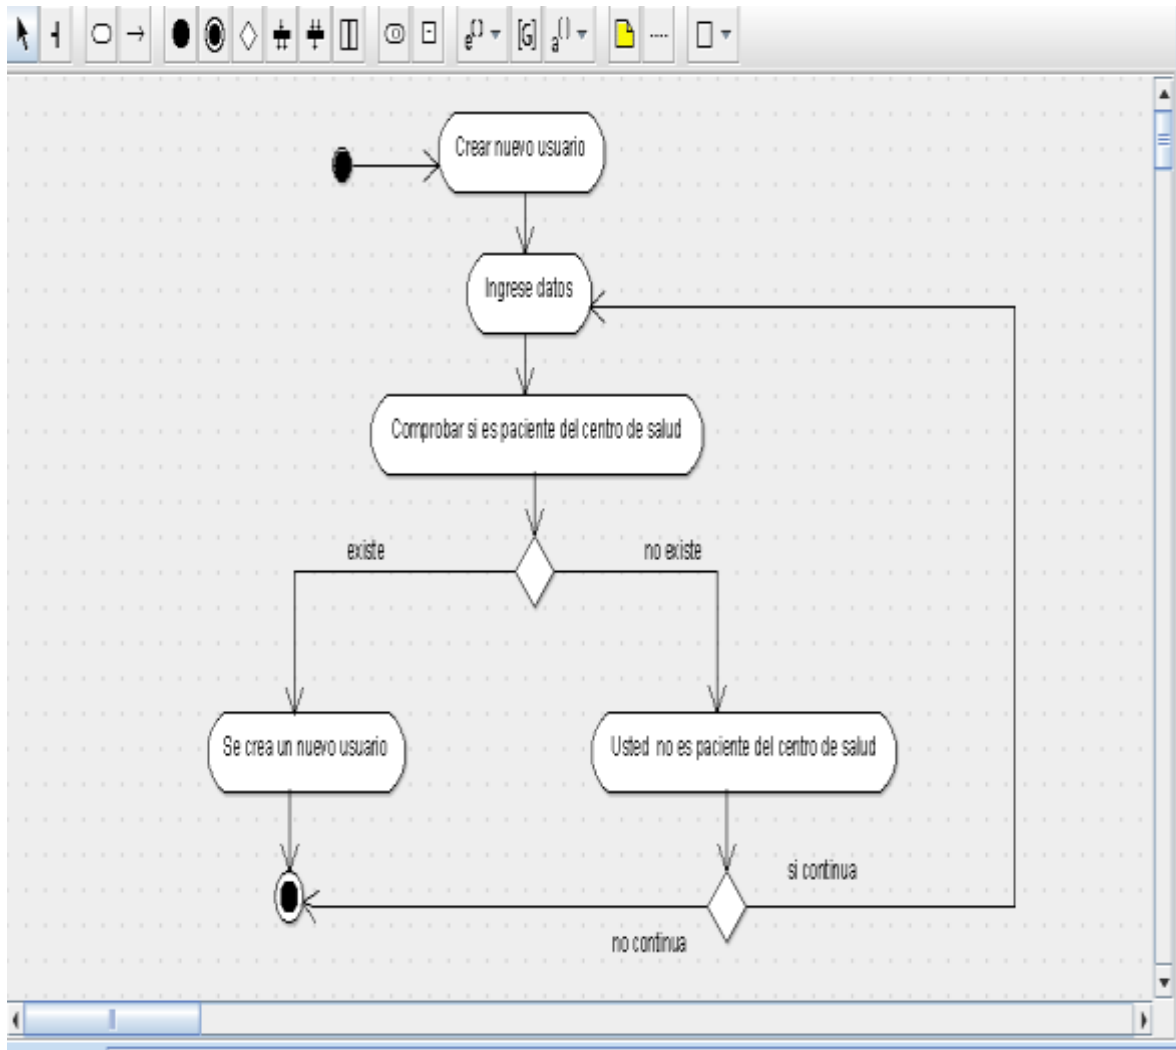 e()
[G]
a()
Crear nuevo usuario
Ingrese datos
Comprobar si es paciente del centro de salud
existe
no existe
Se crea un nuevo usuario
Usted no es paciente del centro de salud
si continua
no continua